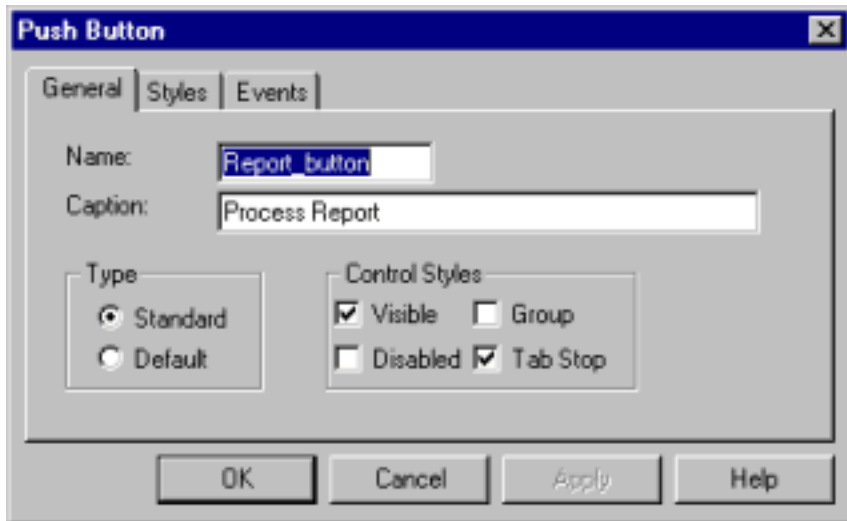 Push Button
General Styles Events
Name: Report_button
Caption: Process Report
Type Control Styles
Standard Visible Group
Default Disabled Tab Stop
OK Cancel Apply Help